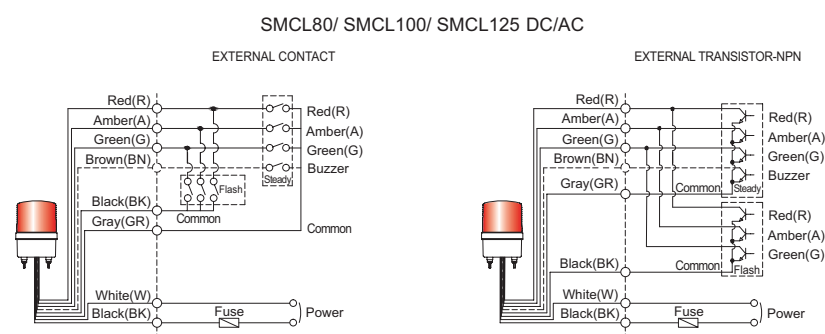 SMCL80/ SMCL100/ SMCL125 DC/AC
EXTERNAL CONTACT
Red(R)
Amber(A)
Green(G)
Brown(BN)
Black(BK)
Gray(GR)
White(W)
Black(BK)
Red(R)
Amber(A)
Green(G)
Buzzer
Steady
Flash
Common
Common
Fuse
Power
EXTERNAL TRANSISTOR-NPN
Red(R)
Amber(A)
Green(G)
Brown(BN)
Gray(GR)
Black(BK)
White(W)
Black(BK)
Red(R)
Amber(A)
Green(G)
Buzzer
Common
Steady
Red(R)
Amber(A)
Green(G)
Common
Flash
Fuse
Power